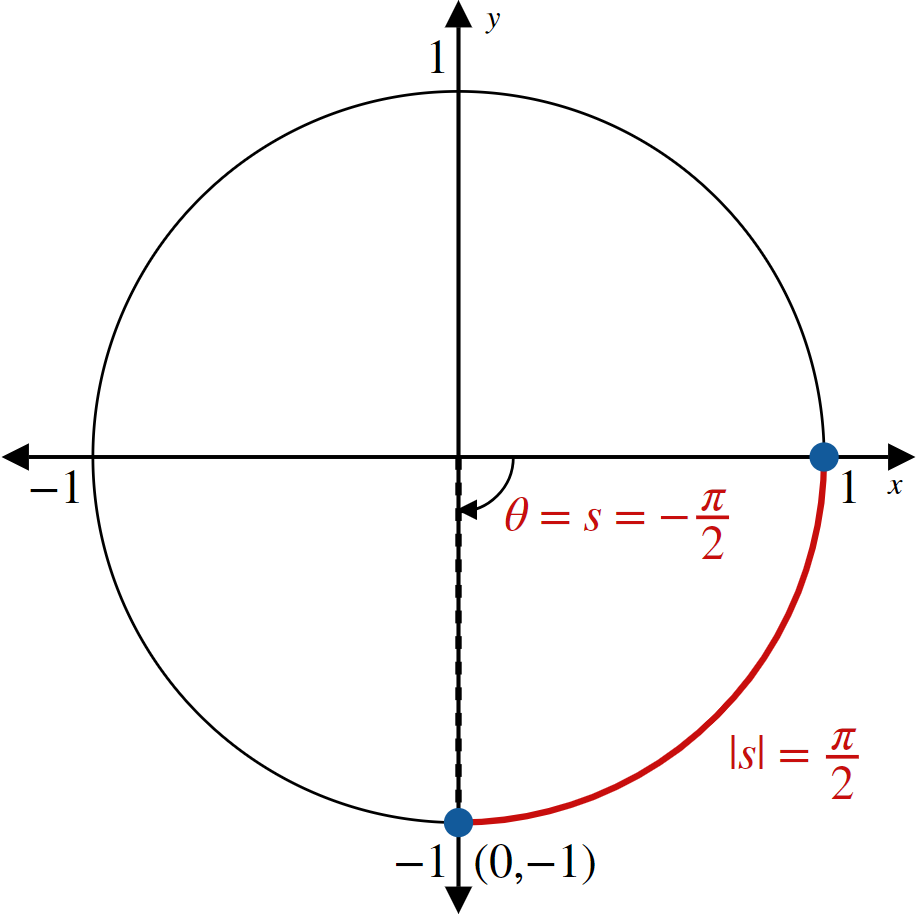 y
1
−1
1
x
θ = s = −π/2
|s| = π/2
−1
(0,−1)